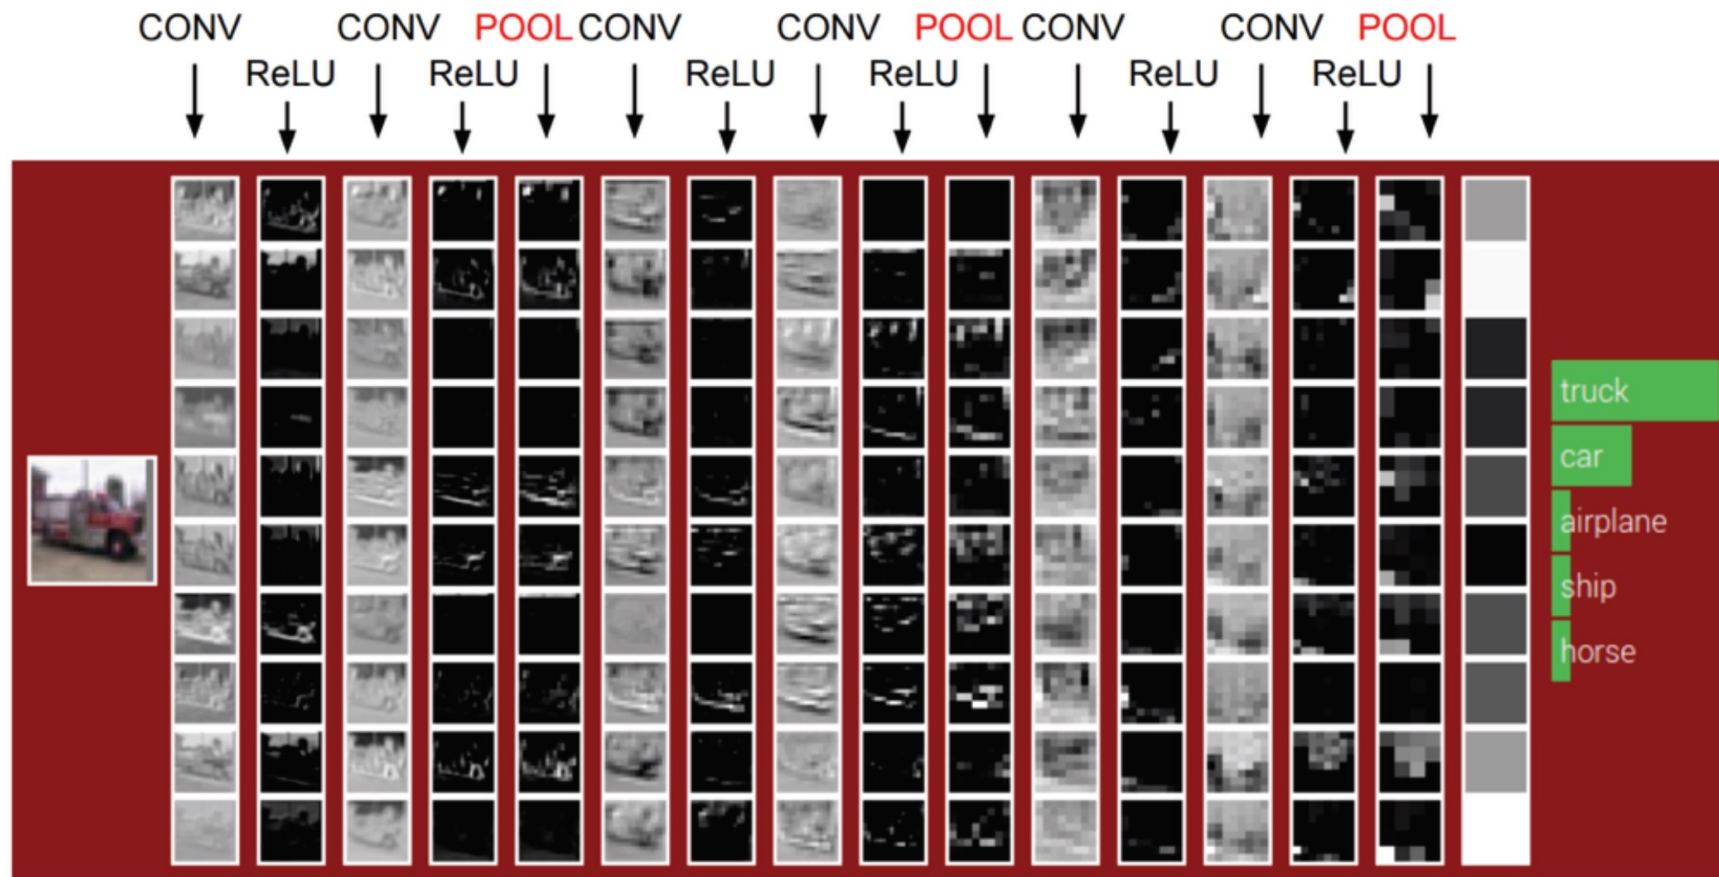 CONV CONV POOL CONV CONV POOL CONV CONV POOL
ReLU ReLU ReLU ReLU ReLU ReLU
truck
car
airplane
ship
horse